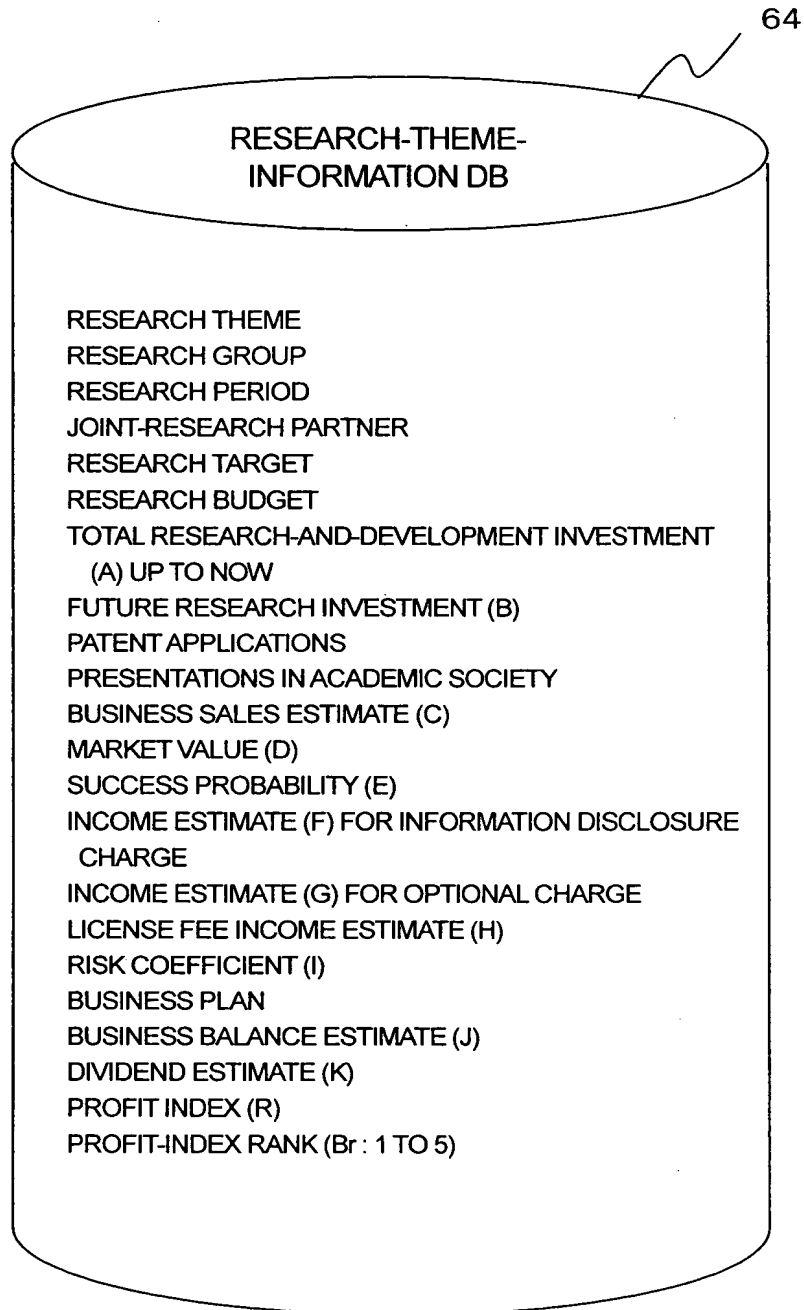 64
RESEARCH-THEME-
INFORMATION DB
RESEARCH THEME
RESEARCH GROUP
RESEARCH PERIOD
JOINT-RESEARCH PARTNER
RESEARCH TARGET
RESEARCH BUDGET
TOTAL RESEARCH-AND-DEVELOPMENT INVESTMENT
(A) UP TO NOW
FUTURE RESEARCH INVESTMENT (B)
PATENT APPLICATIONS
PRESENTATIONS IN ACADEMIC SOCIETY
BUSINESS SALES ESTIMATE (C)
MARKET VALUE (D)
SUCCESS PROBABILITY (E)
INCOME ESTIMATE (F) FOR INFORMATION DISCLOSURE
CHARGE
INCOME ESTIMATE (G) FOR OPTIONAL CHARGE
LICENSE FEE INCOME ESTIMATE (H)
RISK COEFFICIENT (I)
BUSINESS PLAN
BUSINESS BALANCE ESTIMATE (J)
DIVIDEND ESTIMATE (K)
PROFIT INDEX (R)
PROFIT-INDEX RANK (Br : 1 TO 5)